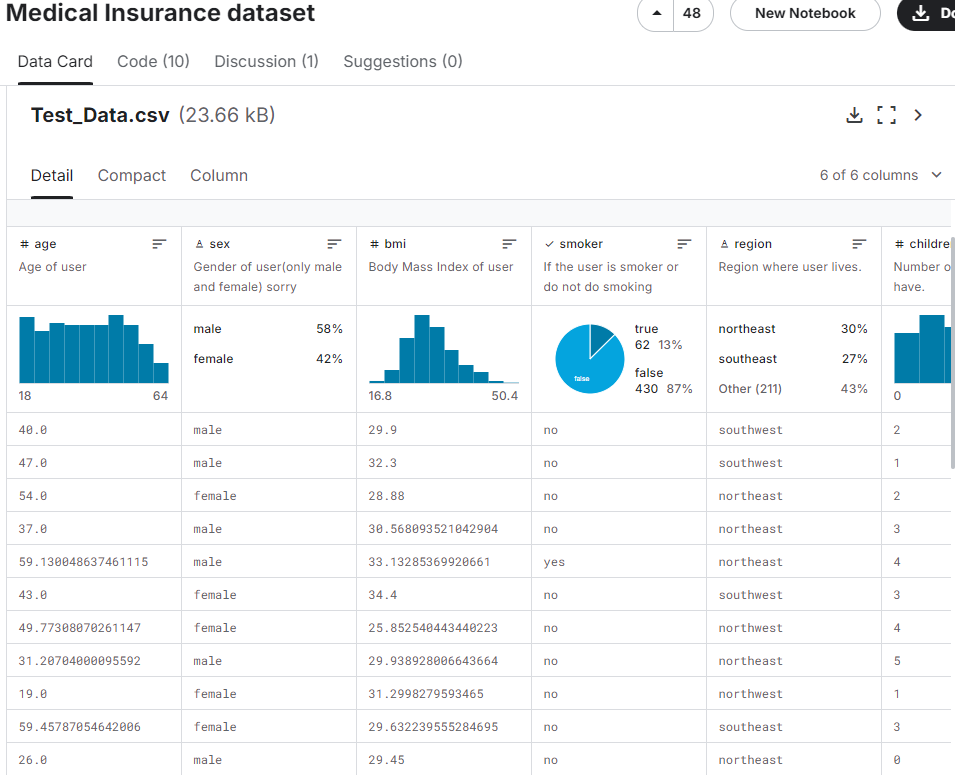 Medical Insurance dataset
48
New Notebook
Do
Data Card Code (10) Discussion (1) Suggestions (0)
Test_Data.csv (23.66 kB)
Detail Compact Column
6 of 6 columns
# age
Age of user
sex
Gender of user(only male
and female) sorry
# bmi
Body Mass Index of user
smoker
If the user is smoker or
do not do smoking
region
Region where user lives.
# childre
Number o
have.
18 64
male 58%
female 42%
16.8 50.4
false
true
62 13%
false
430 87%
northeast 30%
southeast 27%
Other (211) 43%
0
40.0 male 29.9 no southwest 2
47.0 male 32.3 no southwest 1
54.0 female 28.88 no northeast 2
37.0 male 30.568093521042904 no northeast 3
59.130048637461115 male 33.13285369920661 yes northeast 4
43.0 female 34.4 no southwest 3
49.77308070261147 female 25.852540443440223 no northwest 4
31.20704000095592 male 29.938928006643664 no northeast 5
19.0 female 31.2998279593465 no northwest 1
59.45787054642006 female 29.632239555284695 no southeast 3
26.0 male 29.45 no northeast 0